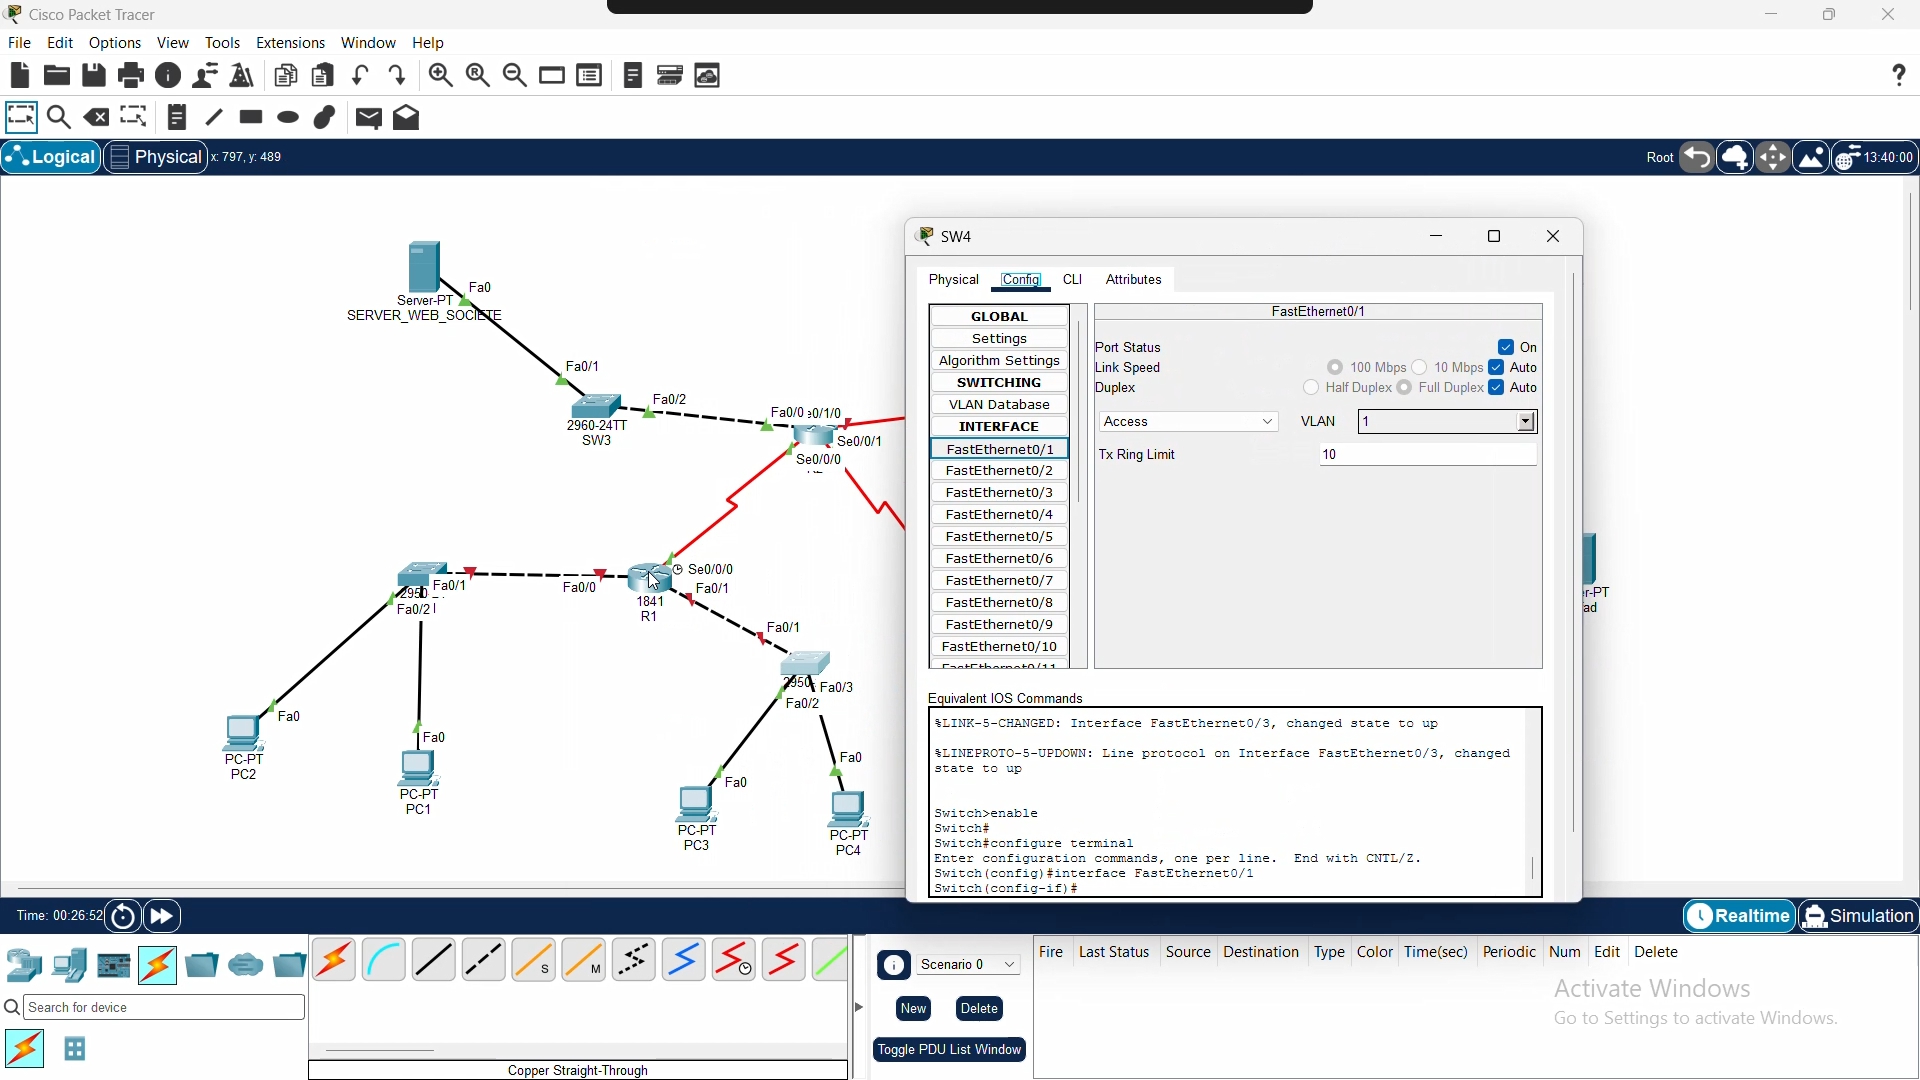 Cisco Packet Tracer
File Edit Options View Tools Extensions Window Help
Logical Physical x: 797, y: 489 Root 13:40:00
Fa0
Server-PT
SERVER_WEB_SOCIETE
Fa0/1
Fa0/2
2960-24TT
SW3
Fa0/0
Se0/0/1
Se0/0/0
Fa0/1
Fa0/2
Fa0/0
1841
R1
Se0/0/0
Fa0/1
Fa0/1
2950-
Fa0/3
Fa0/2
Fa0
PC-PT
PC2
Fa0
PC-PT
PC1
Fa0
PC-PT
PC3
Fa0
PC-PT
PC4
SW4
Physical Config CLI Attributes
GLOBAL
Settings
Algorithm Settings
SWITCHING
VLAN Database
INTERFACE
FastEthernet0/1
FastEthernet0/2
FastEthernet0/3
FastEthernet0/4
FastEthernet0/5
FastEthernet0/6
FastEthernet0/7
FastEthernet0/8
FastEthernet0/9
FastEthernet0/10
FastEthernet0/11
FastEthernet0/1
Port Status On
Link Speed 100 Mbps 10 Mbps Auto
Duplex Half Duplex Full Duplex Auto
Access VLAN 1
Tx Ring Limit 10
Equivalent IOS Commands
%LINK-5-CHANGED: Interface FastEthernet0/3, changed state to up
%LINEPROTO-5-UPDOWN: Line protocol on Interface FastEthernet0/3, changed
state to up
Switch>enable
Switch#
Switch#configure terminal
Enter configuration commands, one per line. End with CNTL/Z.
Switch(config)#interface FastEthernet0/1
Switch(config-if)#
r-PT
ad
Time: 00:26:52 Realtime Simulation
S M
Search for device
Copper Straight-Through
Scenario 0
New Delete
Toggle PDU List Window
Fire Last Status Source Destination Type Color Time(sec) Periodic Num Edit Delete
Activate Windows
Go to Settings to activate Windows.